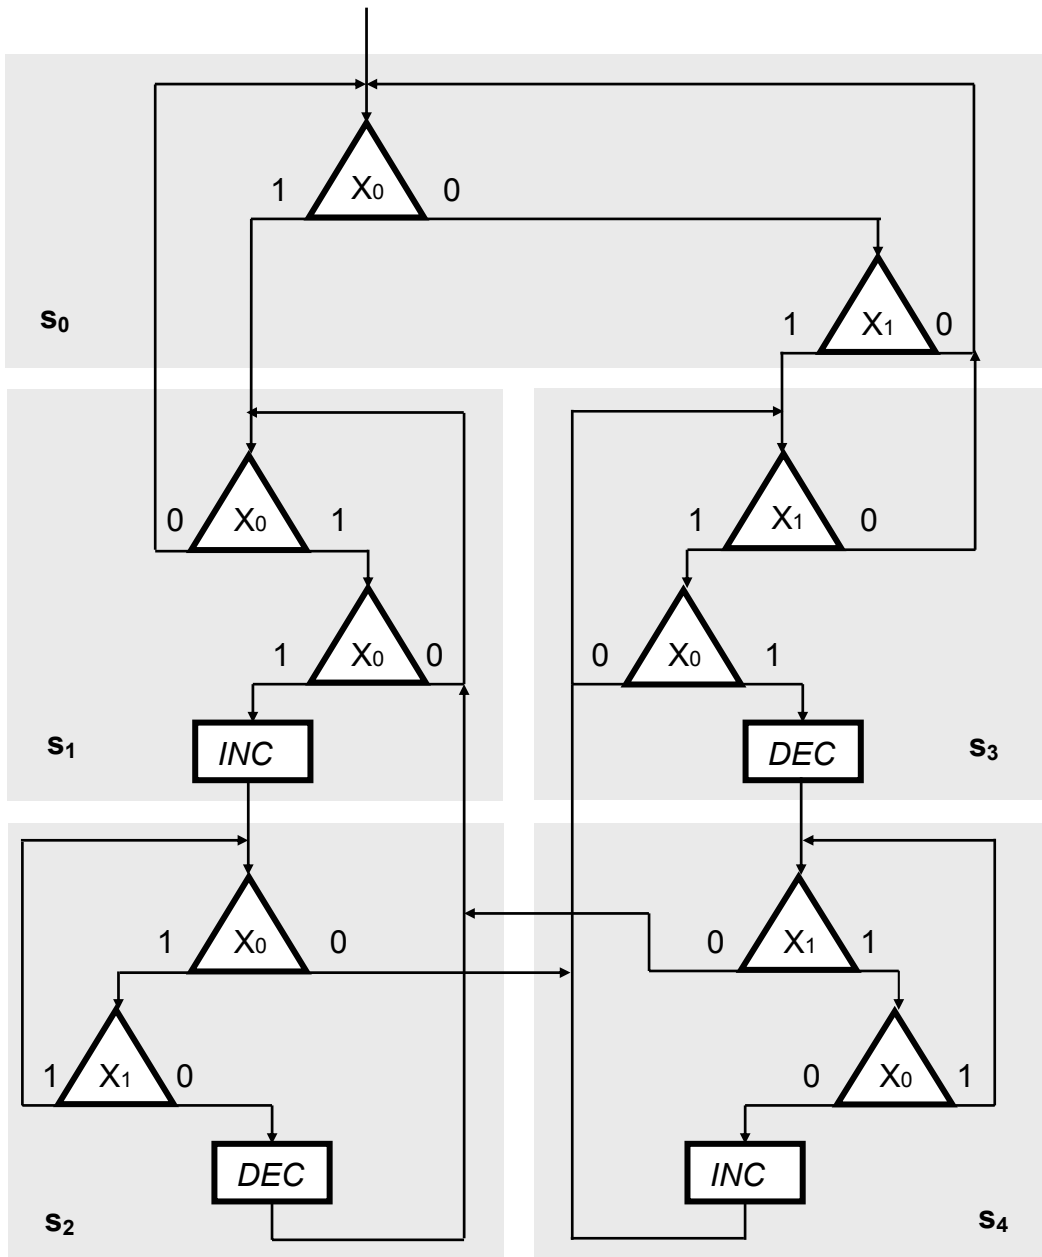 1 X₀ 0
1 X₁ 0
s₀
0 X₀ 1
1 X₁ 0
1 X₀ 0
0 X₀ 1
s₁ INC
DEC s₃
1 X₀ 0
0 X₁ 1
1 X₁ 0
0 X₀ 1
DEC
INC
s₂
s₄